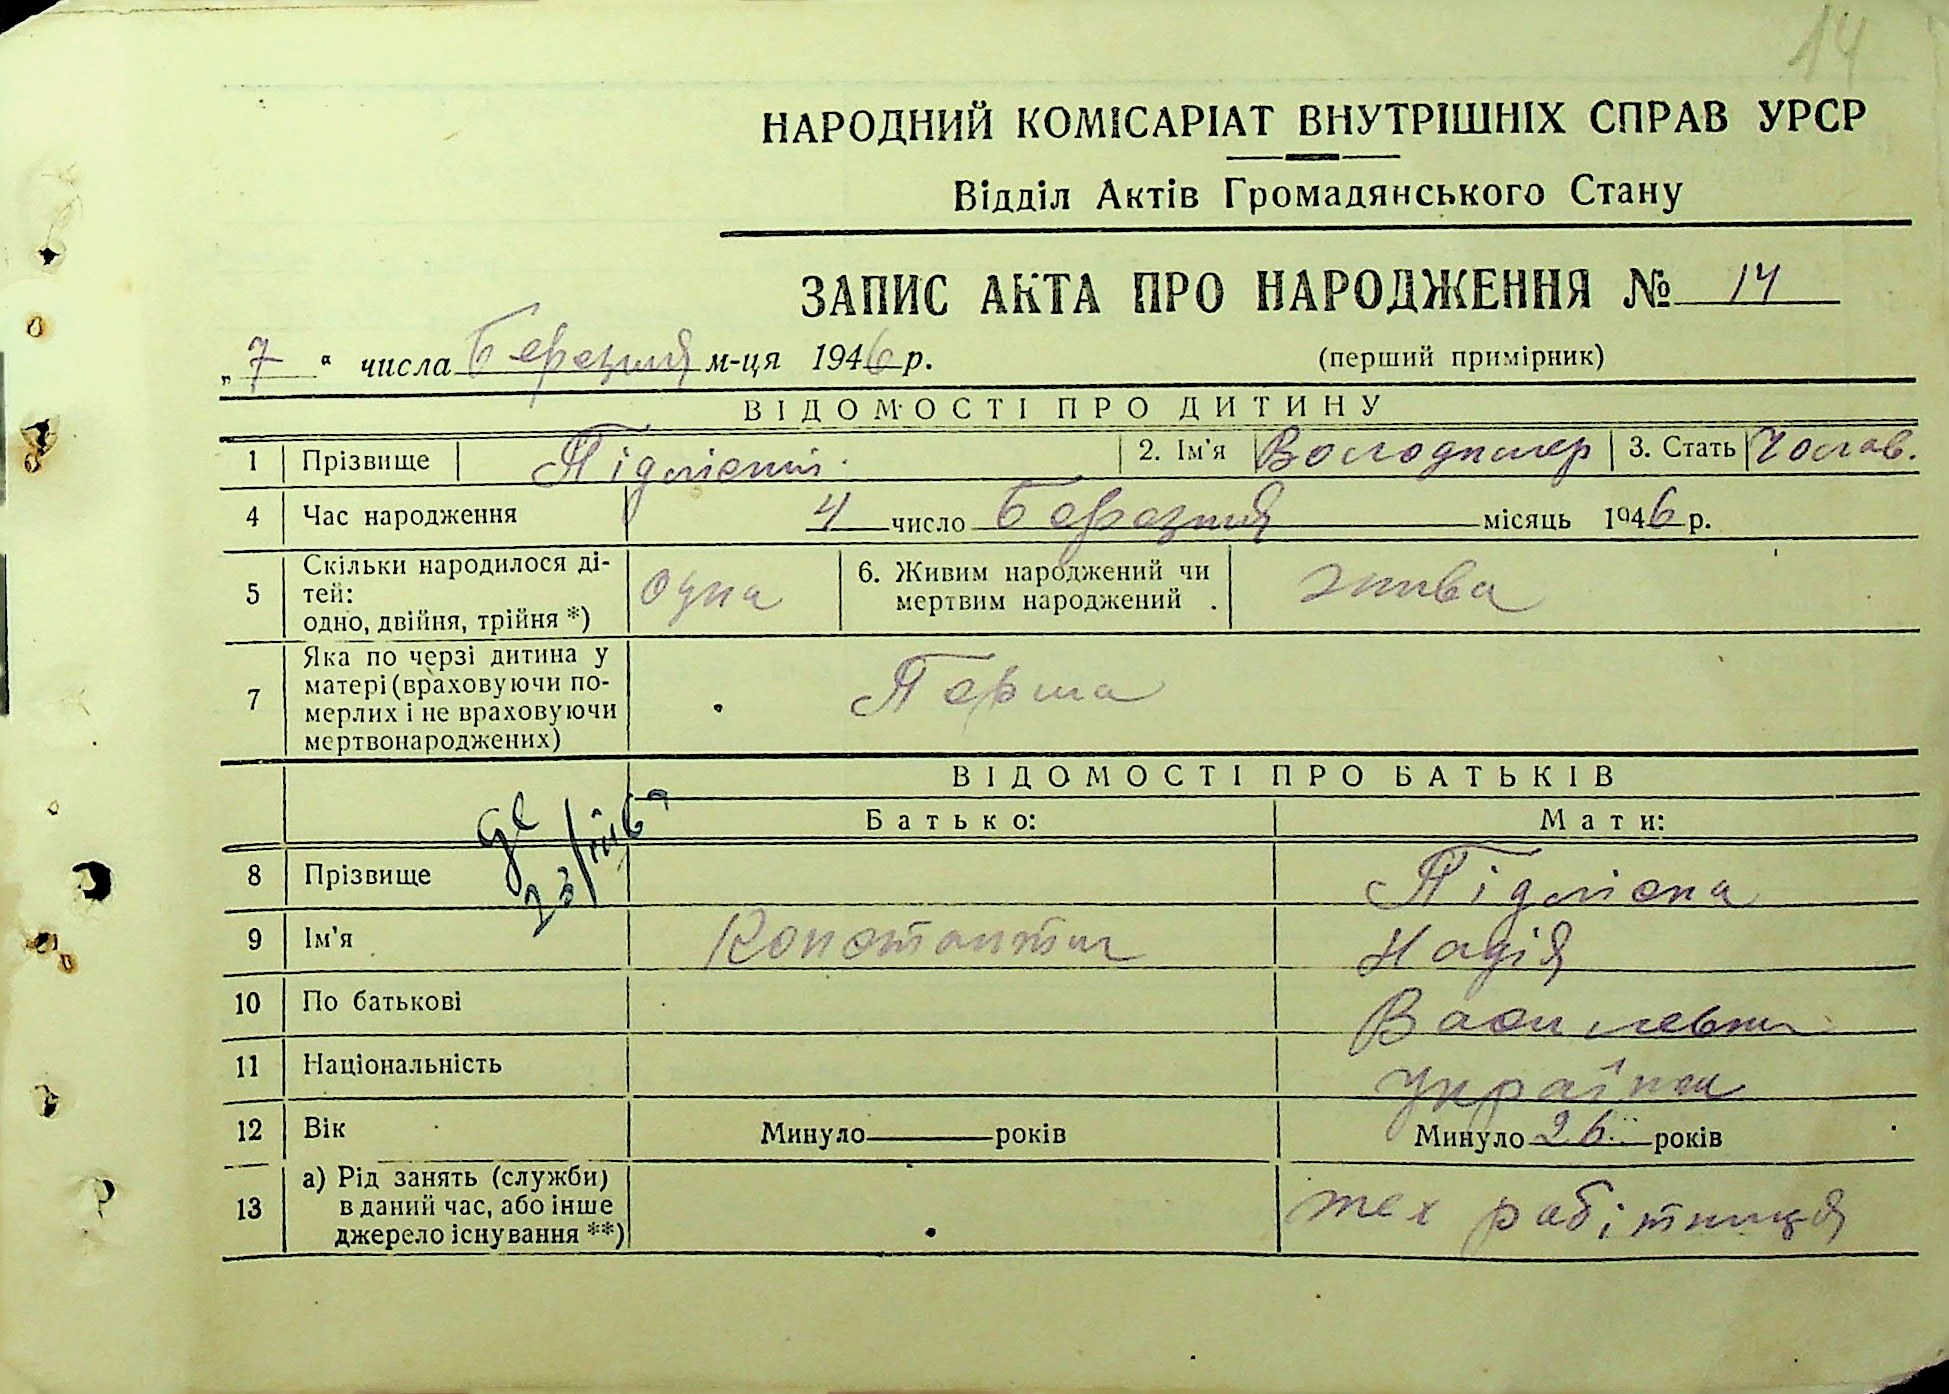 14
НАРОДНИЙ КОМІСАРІАТ ВНУТРІШНІХ СПРАВ УРСР
Відділ Актів Громадянського Стану
ЗАПИС АКТА ПРО НАРОДЖЕННЯ № 14
„ 7 “ числа Березня м-ця 1946 р. (перший примірник)
ВІДОМОСТІ ПРО ДИТИНУ
1 Прізвище 2. Ім'я Володимер 3. Стать Чолов.
4 Час народження 4 число Березня місяць 1946 р.
5 Скільки народилося ді-
тей:
одно, двійня, трійня *) одна 6. Живим народжений чи
мертвим народжений . жива
7 Яка по черзі дитина у
матері (враховуючи по-
мерлих і не враховуючи
мертвонароджених) Перша
ВІДОМОСТІ ПРО БАТЬКІВ
Батько: Мати:
8 Прізвище
9 Ім'я Константин Надія
10 По батькові Василевна
11 Національність Українка
12 Вік Минуло років Минуло 26 років
13 а) Рід занять (служби)
в даний час, або інше
джерело існування **) тех робітниця